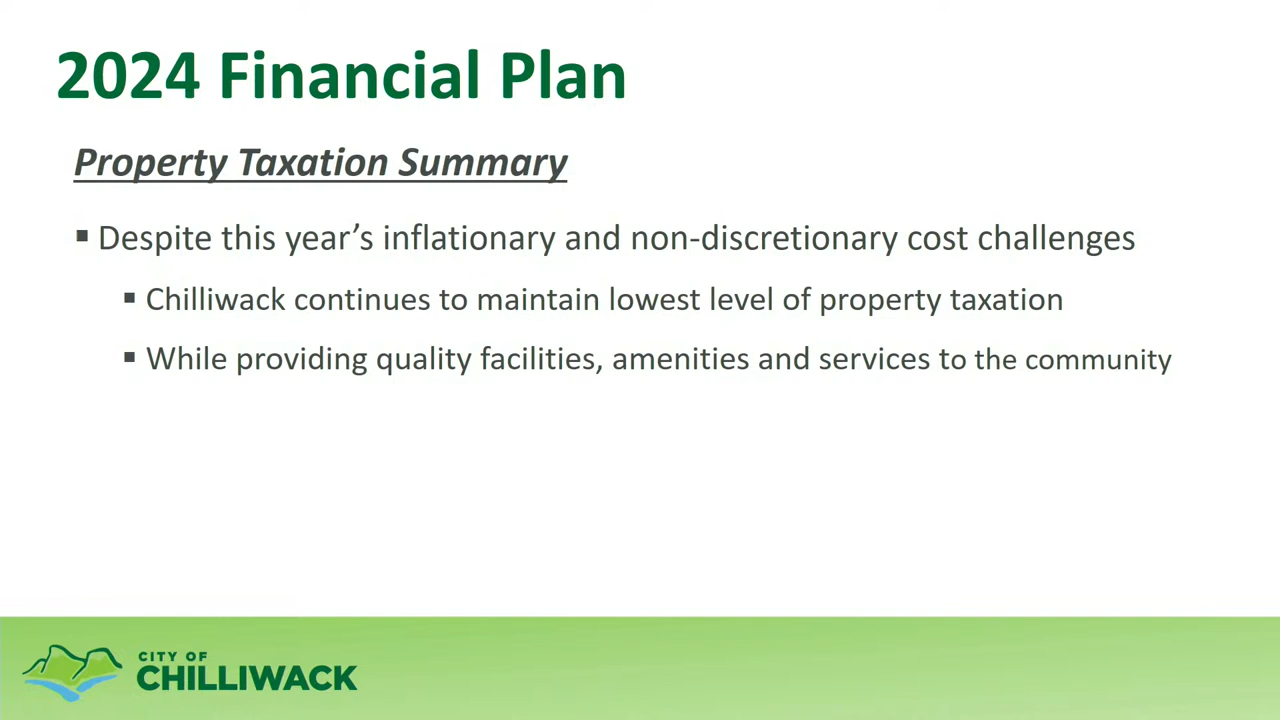 2024 Financial Plan
Property Taxation Summary
▪ Despite this year’s inflationary and non-discretionary cost challenges
▪ Chilliwack continues to maintain lowest level of property taxation
▪ While providing quality facilities, amenities and services to the community
CITY OF
CHILLIWACK